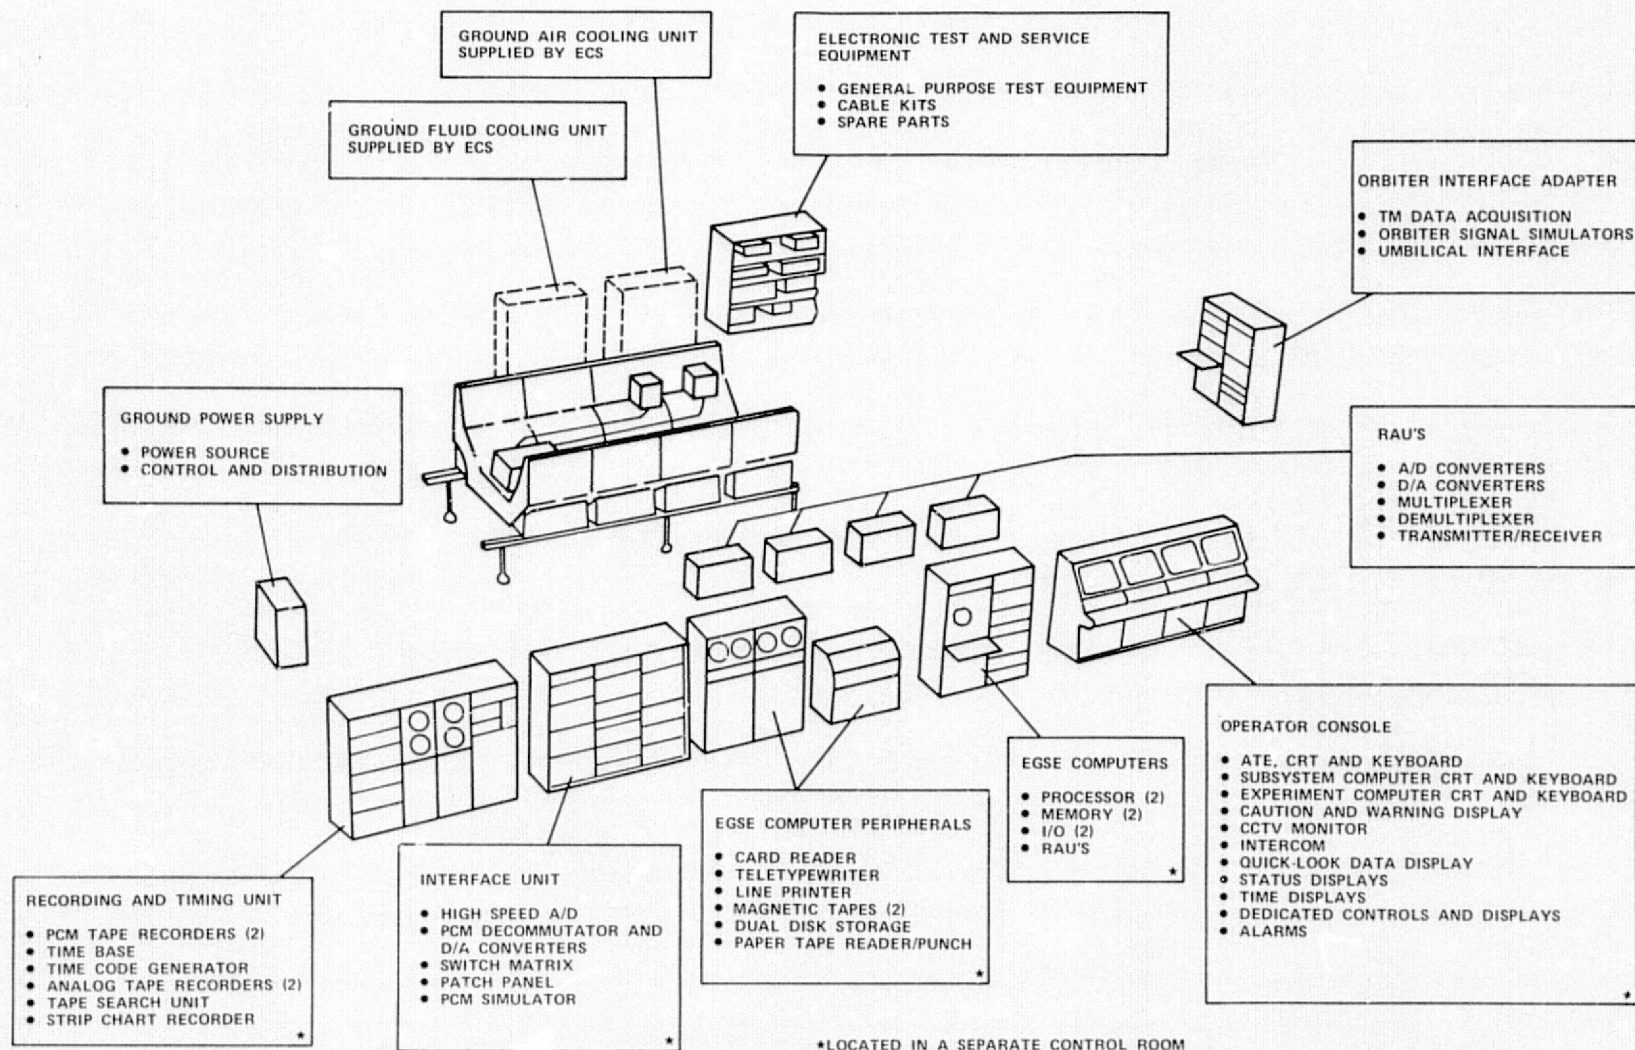 GROUND AIR COOLING UNIT
SUPPLIED BY ECS
ELECTRONIC TEST AND SERVICE
EQUIPMENT
• GENERAL PURPOSE TEST EQUIPMENT
• CABLE KITS
• SPARE PARTS
GROUND FLUID COOLING UNIT
SUPPLIED BY ECS
ORBITER INTERFACE ADAPTER
• TM DATA ACQUISITION
• ORBITER SIGNAL SIMULATORS
• UMBILICAL INTERFACE
GROUND POWER SUPPLY
• POWER SOURCE
• CONTROL AND DISTRIBUTION
RAU'S
• A/D CONVERTERS
• D/A CONVERTERS
• MULTIPLEXER
• DEMULTIPLEXER
• TRANSMITTER/RECEIVER
RECORDING AND TIMING UNIT
• PCM TAPE RECORDERS (2)
• TIME BASE
• TIME CODE GENERATOR
• ANALOG TAPE RECORDERS (2)
• TAPE SEARCH UNIT
• STRIP CHART RECORDER
*
INTERFACE UNIT
• HIGH SPEED A/D
• PCM DECOMMUTATOR AND
D/A CONVERTERS
• SWITCH MATRIX
• PATCH PANEL
• PCM SIMULATOR
*
EGSE COMPUTER PERIPHERALS
• CARD READER
• TELETYPEWRITER
• LINE PRINTER
• MAGNETIC TAPES (2)
• DUAL DISK STORAGE
• PAPER TAPE READER/PUNCH
*
EGSE COMPUTERS
• PROCESSOR (2)
• MEMORY (2)
• I/O (2)
• RAU'S
*
OPERATOR CONSOLE
• ATE, CRT AND KEYBOARD
• SUBSYSTEM COMPUTER CRT AND KEYBOARD
• EXPERIMENT COMPUTER CRT AND KEYBOARD
• CAUTION AND WARNING DISPLAY
• CCTV MONITOR
• INTERCOM
• QUICK-LOOK DATA DISPLAY
• STATUS DISPLAYS
• TIME DISPLAYS
• DEDICATED CONTROLS AND DISPLAYS
• ALARMS
*
*LOCATED IN A SEPARATE CONTROL ROOM